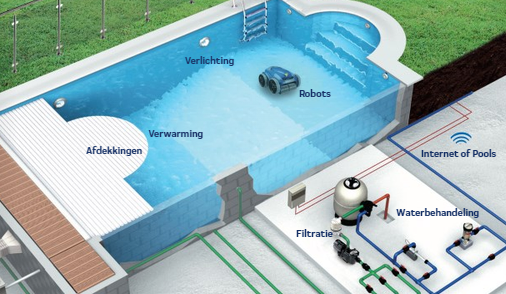 Verlichting
Robots
Verwarming
Afdekkingen
Internet of Pools
Waterbehandeling
Filtratie